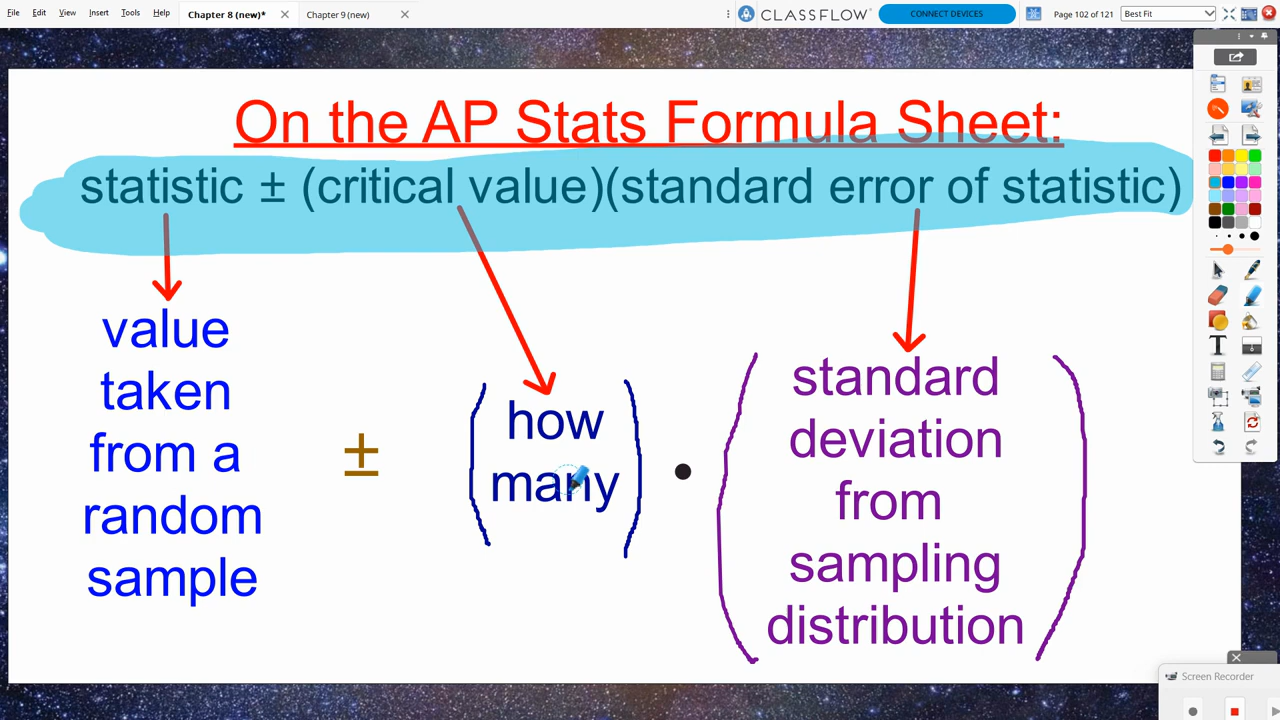 File Edit View Insert Tools Help Chapter 8 (new)* Chapter 9 (new) CLASSFLOW CONNECT DEVICES Page 102 of 121 Best Fit
On the AP Stats Formula Sheet:
statistic ± (critical value)(standard error of statistic)
value
taken
from a
random
sample
±
(how
many)
•
(standard
deviation
from
sampling
distribution)
Screen Recorder